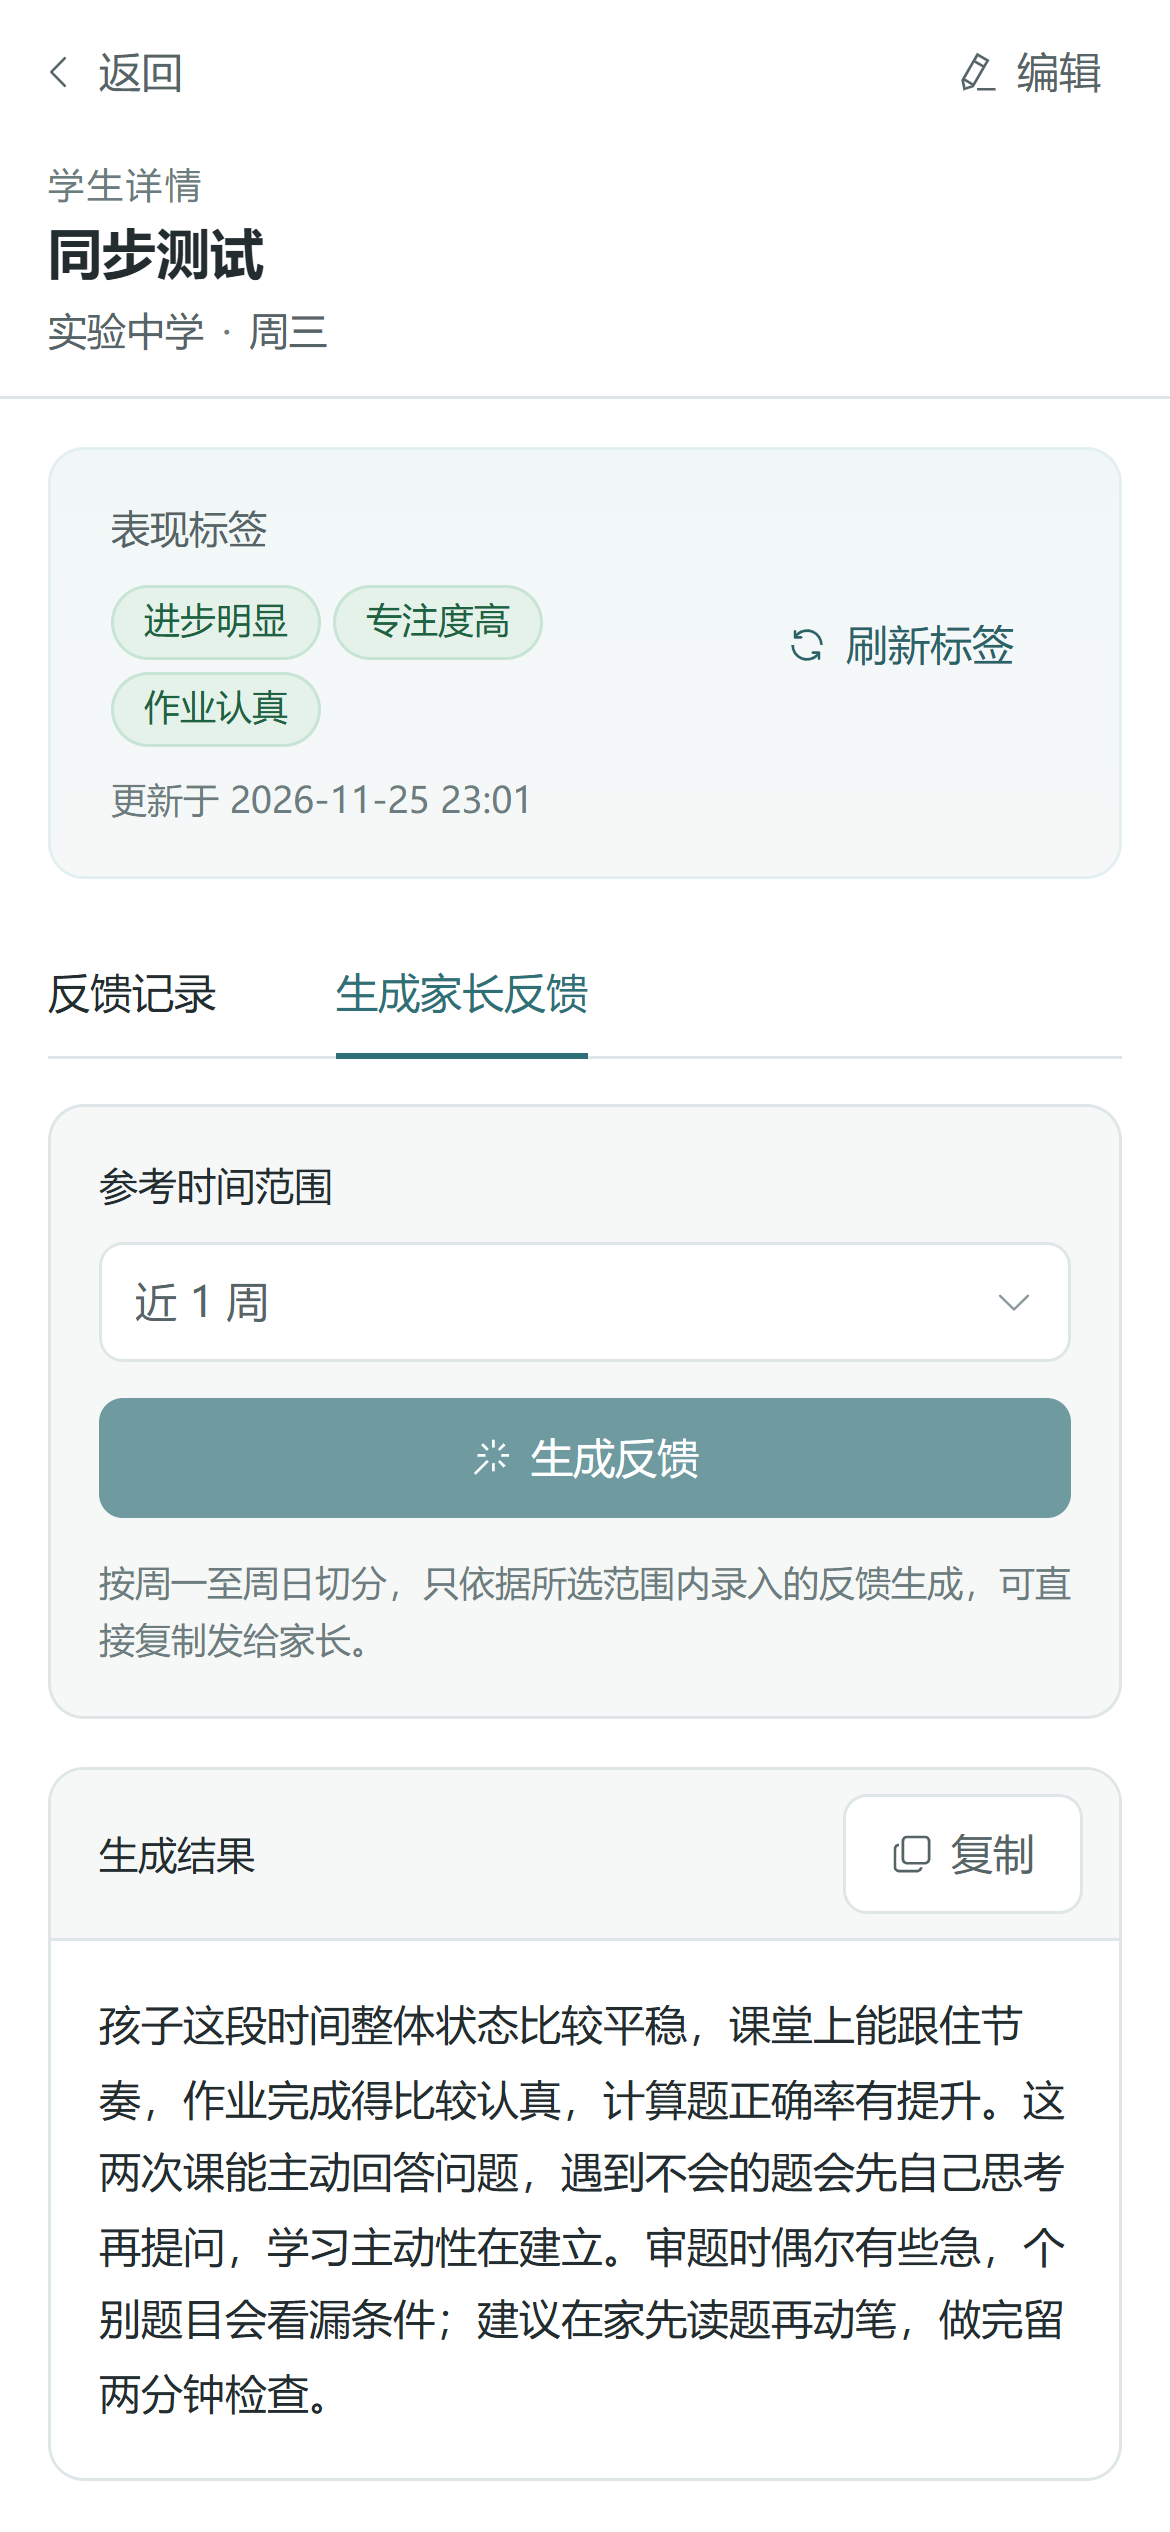 返回
编辑
学生详情
同步测试
实验中学 · 周三
表现标签
进步明显 专注度高
作业认真
刷新标签
更新于 2026-11-25 23:01
反馈记录 生成家长反馈
参考时间范围
近 1 周
生成反馈
按周一至周日切分，只依据所选范围内录入的反馈生成，可直
接复制发给家长。
生成结果
复制
孩子这段时间整体状态比较平稳，课堂上能跟住节
奏，作业完成得比较认真，计算题正确率有提升。这
两次课能主动回答问题，遇到不会的题会先自己思考
再提问，学习主动性在建立。审题时偶尔有些急，个
别题目会看漏条件；建议在家先读题再动笔，做完留
两分钟检查。